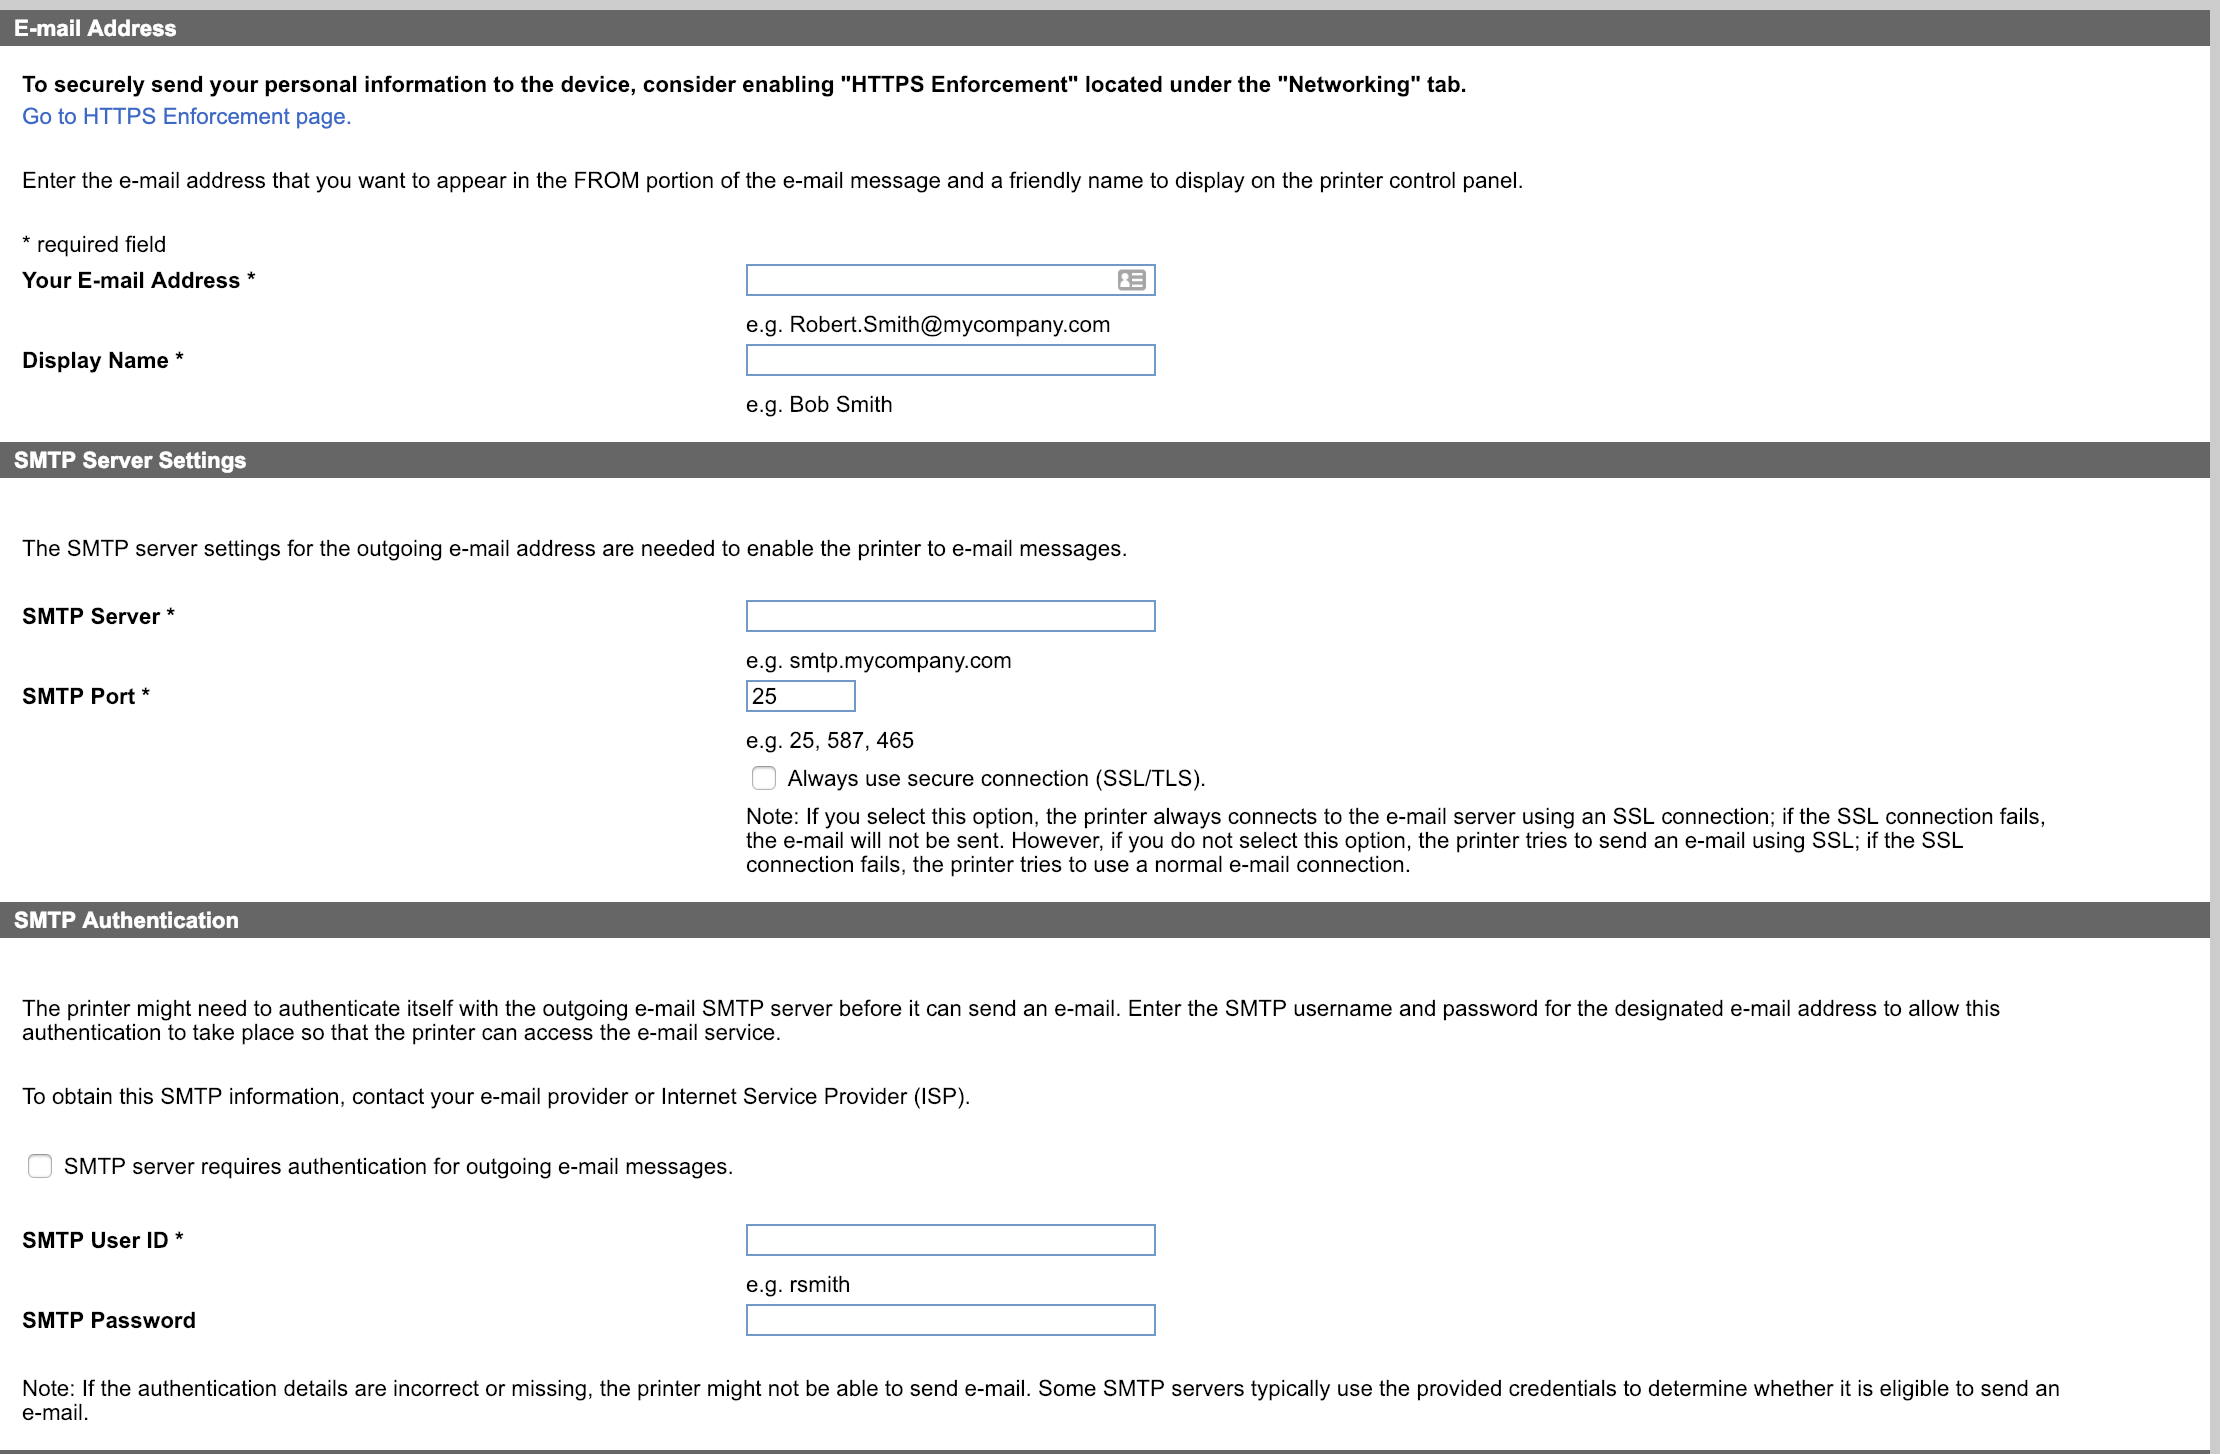 E-mail Address
To securely send your personal information to the device, consider enabling "HTTPS Enforcement" located under the "Networking" tab.
Go to HTTPS Enforcement page.
Enter the e-mail address that you want to appear in the FROM portion of the e-mail message and a friendly name to display on the printer control panel.
* required field
Your E-mail Address *
e.g. Robert.Smith@mycompany.com
Display Name *
e.g. Bob Smith
SMTP Server Settings
The SMTP server settings for the outgoing e-mail address are needed to enable the printer to e-mail messages.
SMTP Server *
e.g. smtp.mycompany.com
SMTP Port *
25
e.g. 25, 587, 465
Always use secure connection (SSL/TLS).
Note: If you select this option, the printer always connects to the e-mail server using an SSL connection; if the SSL connection fails,
the e-mail will not be sent. However, if you do not select this option, the printer tries to send an e-mail using SSL; if the SSL
connection fails, the printer tries to use a normal e-mail connection.
SMTP Authentication
The printer might need to authenticate itself with the outgoing e-mail SMTP server before it can send an e-mail. Enter the SMTP username and password for the designated e-mail address to allow this
authentication to take place so that the printer can access the e-mail service.
To obtain this SMTP information, contact your e-mail provider or Internet Service Provider (ISP).
SMTP server requires authentication for outgoing e-mail messages.
SMTP User ID *
e.g. rsmith
SMTP Password
Note: If the authentication details are incorrect or missing, the printer might not be able to send e-mail. Some SMTP servers typically use the provided credentials to determine whether it is eligible to send an
e-mail.